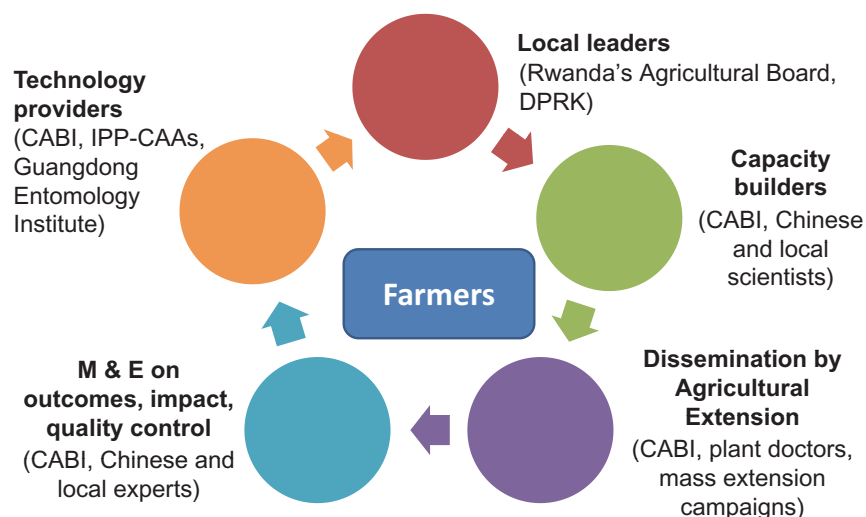 Local leaders
(Rwanda's Agricultural Board,
DPRK)
Technology
providers
(CABI, IPP-CAAs,
Guangdong
Entomology
Institute)
Capacity
builders
(CABI, Chinese
and local
scientists)
Farmers
M & E on
outcomes, impact,
quality control
(CABI, Chinese and
local experts)
Dissemination by
Agricultural
Extension
(CABI, plant doctors,
mass extension
campaigns)